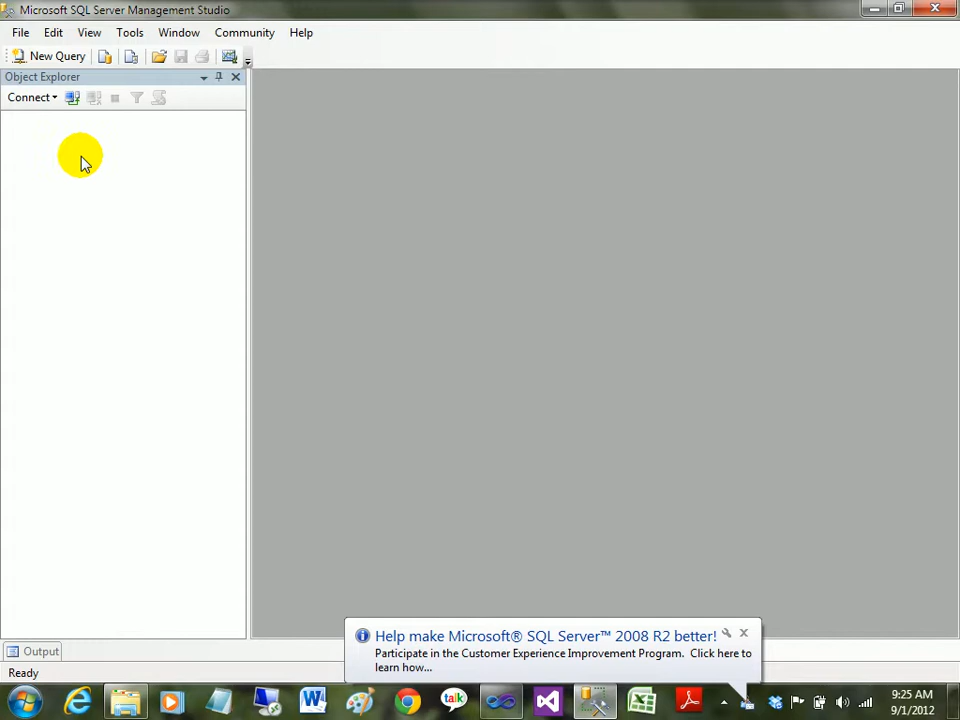 Microsoft SQL Server Management Studio
File Edit View Tools Window Community Help
New Query
Object Explorer
Connect
Output
Help make Microsoft® SQL Server™ 2008 R2 better!
Participate in the Customer Experience Improvement Program. Click here to
learn how...
Ready
talk
9:25 AM
9/1/2012